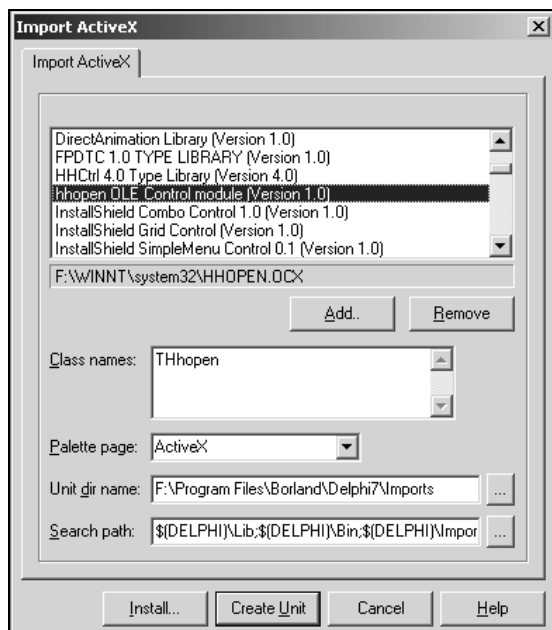 Import ActiveX
Import ActiveX
DirectAnimation Library (Version 1.0)
FPDTC 1.0 TYPE LIBRARY (Version 1.0)
HHCtrl 4.0 Type Library (Version 4.0)
hhopen OLE Control module (Version 1.0)
InstallShield Combo Control 1.0 (Version 1.0)
InstallShield Grid Control (Version 1.0)
InstallShield SimpleMenu Control 0.1 (Version 1.0)
F:\WINNT\system32\HHOPEN.OCX
Add.. Remove
Class names: THhopen
Palette page: ActiveX
Unit dir name: F:\Program Files\Borland\Delphi7\Imports ...
Search path: $(DELPHI)\Lib;$(DELPHI)\Bin;$(DELPHI)\Impor ...
Install... Create Unit Cancel Help